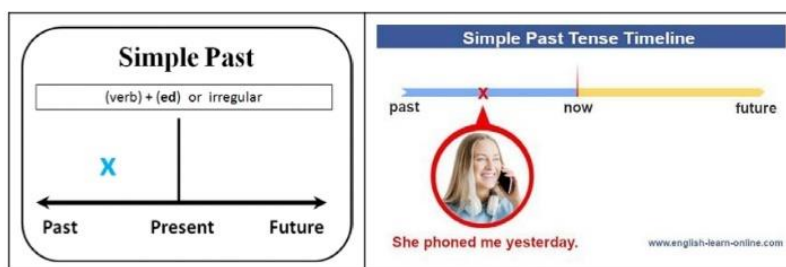 Simple Past
(verb) + (ed) or irregular
X
Past Present Future
Simple Past Tense Timeline
x
past now future
She phoned me yesterday.
www.english-learn-online.com